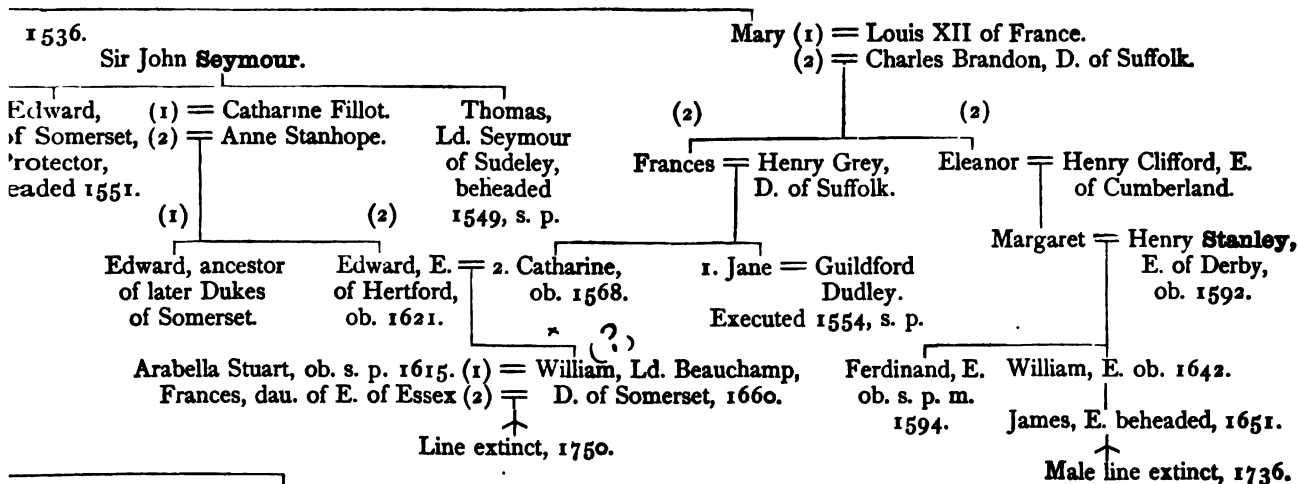 1536.
Mary (1) = Louis XII of France.
Sir John Seymour.
(2) = Charles Brandon, D. of Suffolk.
Edward, (1) = Catharine Fillot.
of Somerset, (2) = Anne Stanhope.
Protector,
eaded 1551.
Thomas,
Ld. Seymour
of Sudeley,
beheaded
1549, s. p.
(2) (2)
Frances = Henry Grey,
D. of Suffolk.
Eleanor = Henry Clifford, E.
of Cumberland.
(1) (2)
Margaret = Henry Stanley,
E. of Derby,
ob. 1592.
Edward, ancestor
of later Dukes
of Somerset.
Edward, E. = 2. Catharine,
of Hertford, ob. 1568.
ob. 1621.
1. Jane = Guildford
Dudley.
Executed 1554, s. p.
(?)
Arabella Stuart, ob. s. p. 1615. (1) = William, Ld. Beauchamp,
Frances, dau. of E. of Essex (2) = D. of Somerset, 1660.
Line extinct, 1750.
Ferdinand, E.
ob. s. p. m.
1594.
William, E. ob. 1642.
James, E. beheaded, 1651.
Male line extinct, 1736.